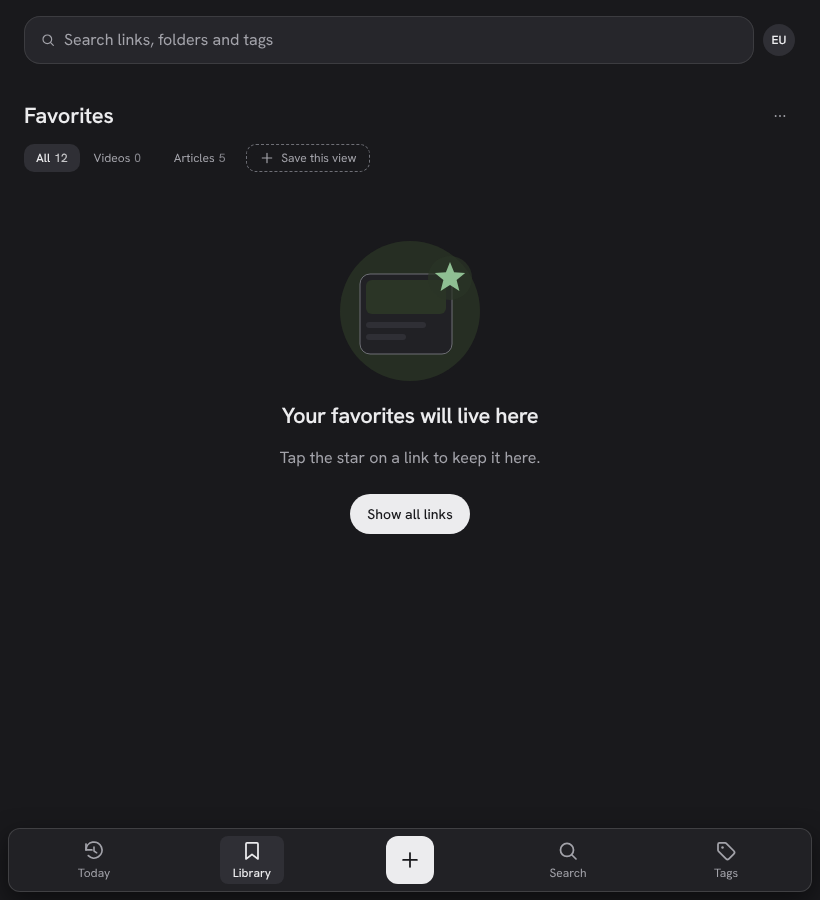 Search links, folders and tags
EU
Favorites
All 12
Videos 0
Articles 5
Save this view
Your favorites will live here
Tap the star on a link to keep it here.
Show all links
Today
Library
Search
Tags